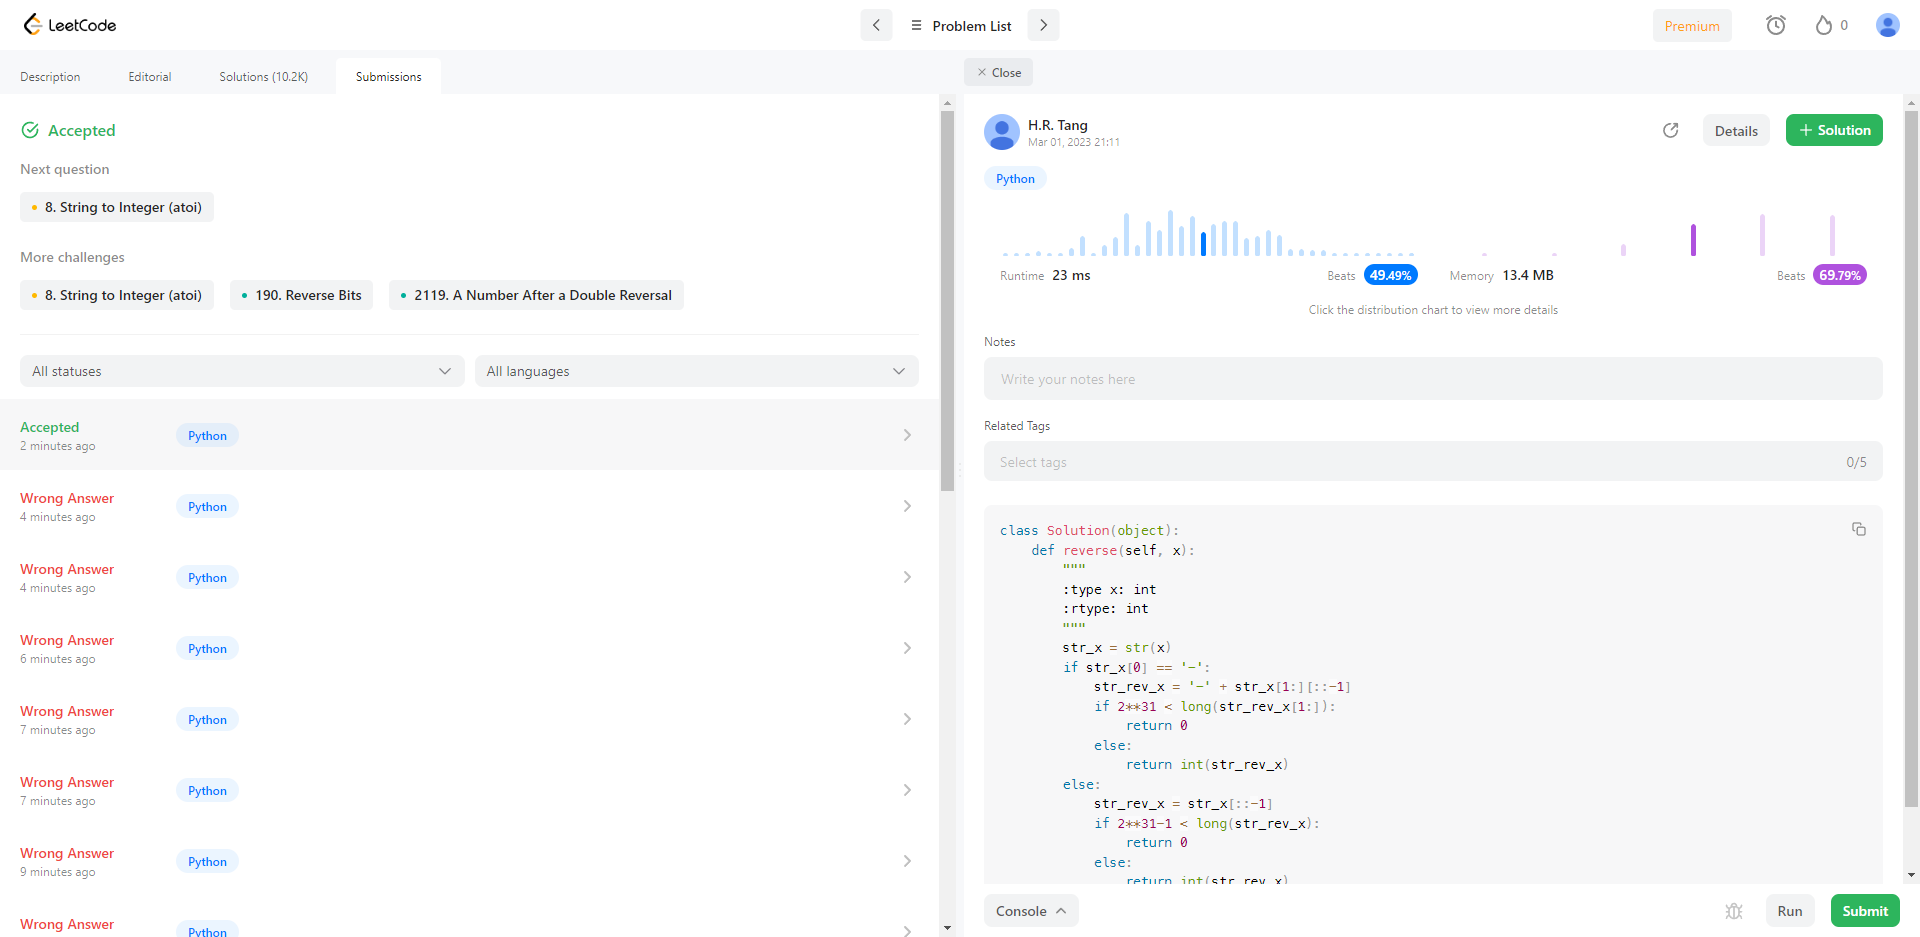 LeetCode
Problem List
Premium
0
Description
Editorial
Solutions (10.2K)
Submissions
Close
Accepted
Next question
8. String to Integer (atoi)
More challenges
8. String to Integer (atoi)
190. Reverse Bits
2119. A Number After a Double Reversal
All statuses
All languages
Accepted
2 minutes ago
Python
Wrong Answer
4 minutes ago
Python
Wrong Answer
4 minutes ago
Python
Wrong Answer
6 minutes ago
Python
Wrong Answer
7 minutes ago
Python
Wrong Answer
7 minutes ago
Python
Wrong Answer
9 minutes ago
Python
Wrong Answer
Python
H.R. Tang
Mar 01, 2023 21:11
Details
+ Solution
Python
Runtime 23 ms
Beats 49.49%
Memory 13.4 MB
Beats 69.79%
Click the distribution chart to view more details
Notes
Write your notes here
Related Tags
Select tags
0/5
class Solution(object):
    def reverse(self, x):
        """
        :type x: int
        :rtype: int
        """
        str_x = str(x)
        if str_x[0] == '-':
            str_rev_x = '-' + str_x[1:][::-1]
            if 2**31 < long(str_rev_x[1:]):
                return 0
            else:
                return int(str_rev_x)
        else:
            str_rev_x = str_x[::-1]
            if 2**31-1 < long(str_rev_x):
                return 0
            else:
                return int(str_rev_x)
Console
Run
Submit